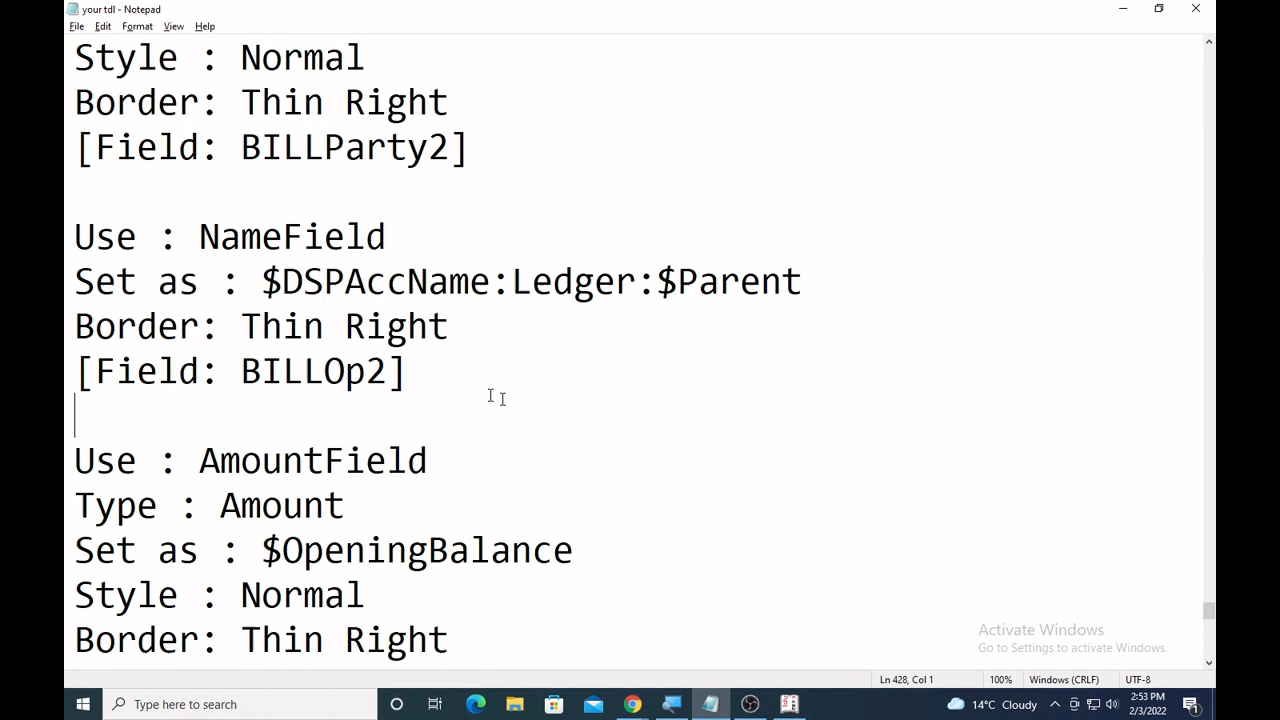 your tdl - Notepad
File Edit Format View Help
Style : Normal
Border: Thin Right
[Field: BILLParty2]
Use : NameField
Set as : $DSPAccName:Ledger:$Parent
Border: Thin Right
[Field: BILLOp2]
Use : AmountField
Type : Amount
Set as : $OpeningBalance
Style : Normal
Border: Thin Right
Activate Windows
Go to Settings to activate Windows.
Ln 428, Col 1 100% Windows (CRLF) UTF-8
Type here to search
14°C Cloudy
2:53 PM
2/3/2022
1